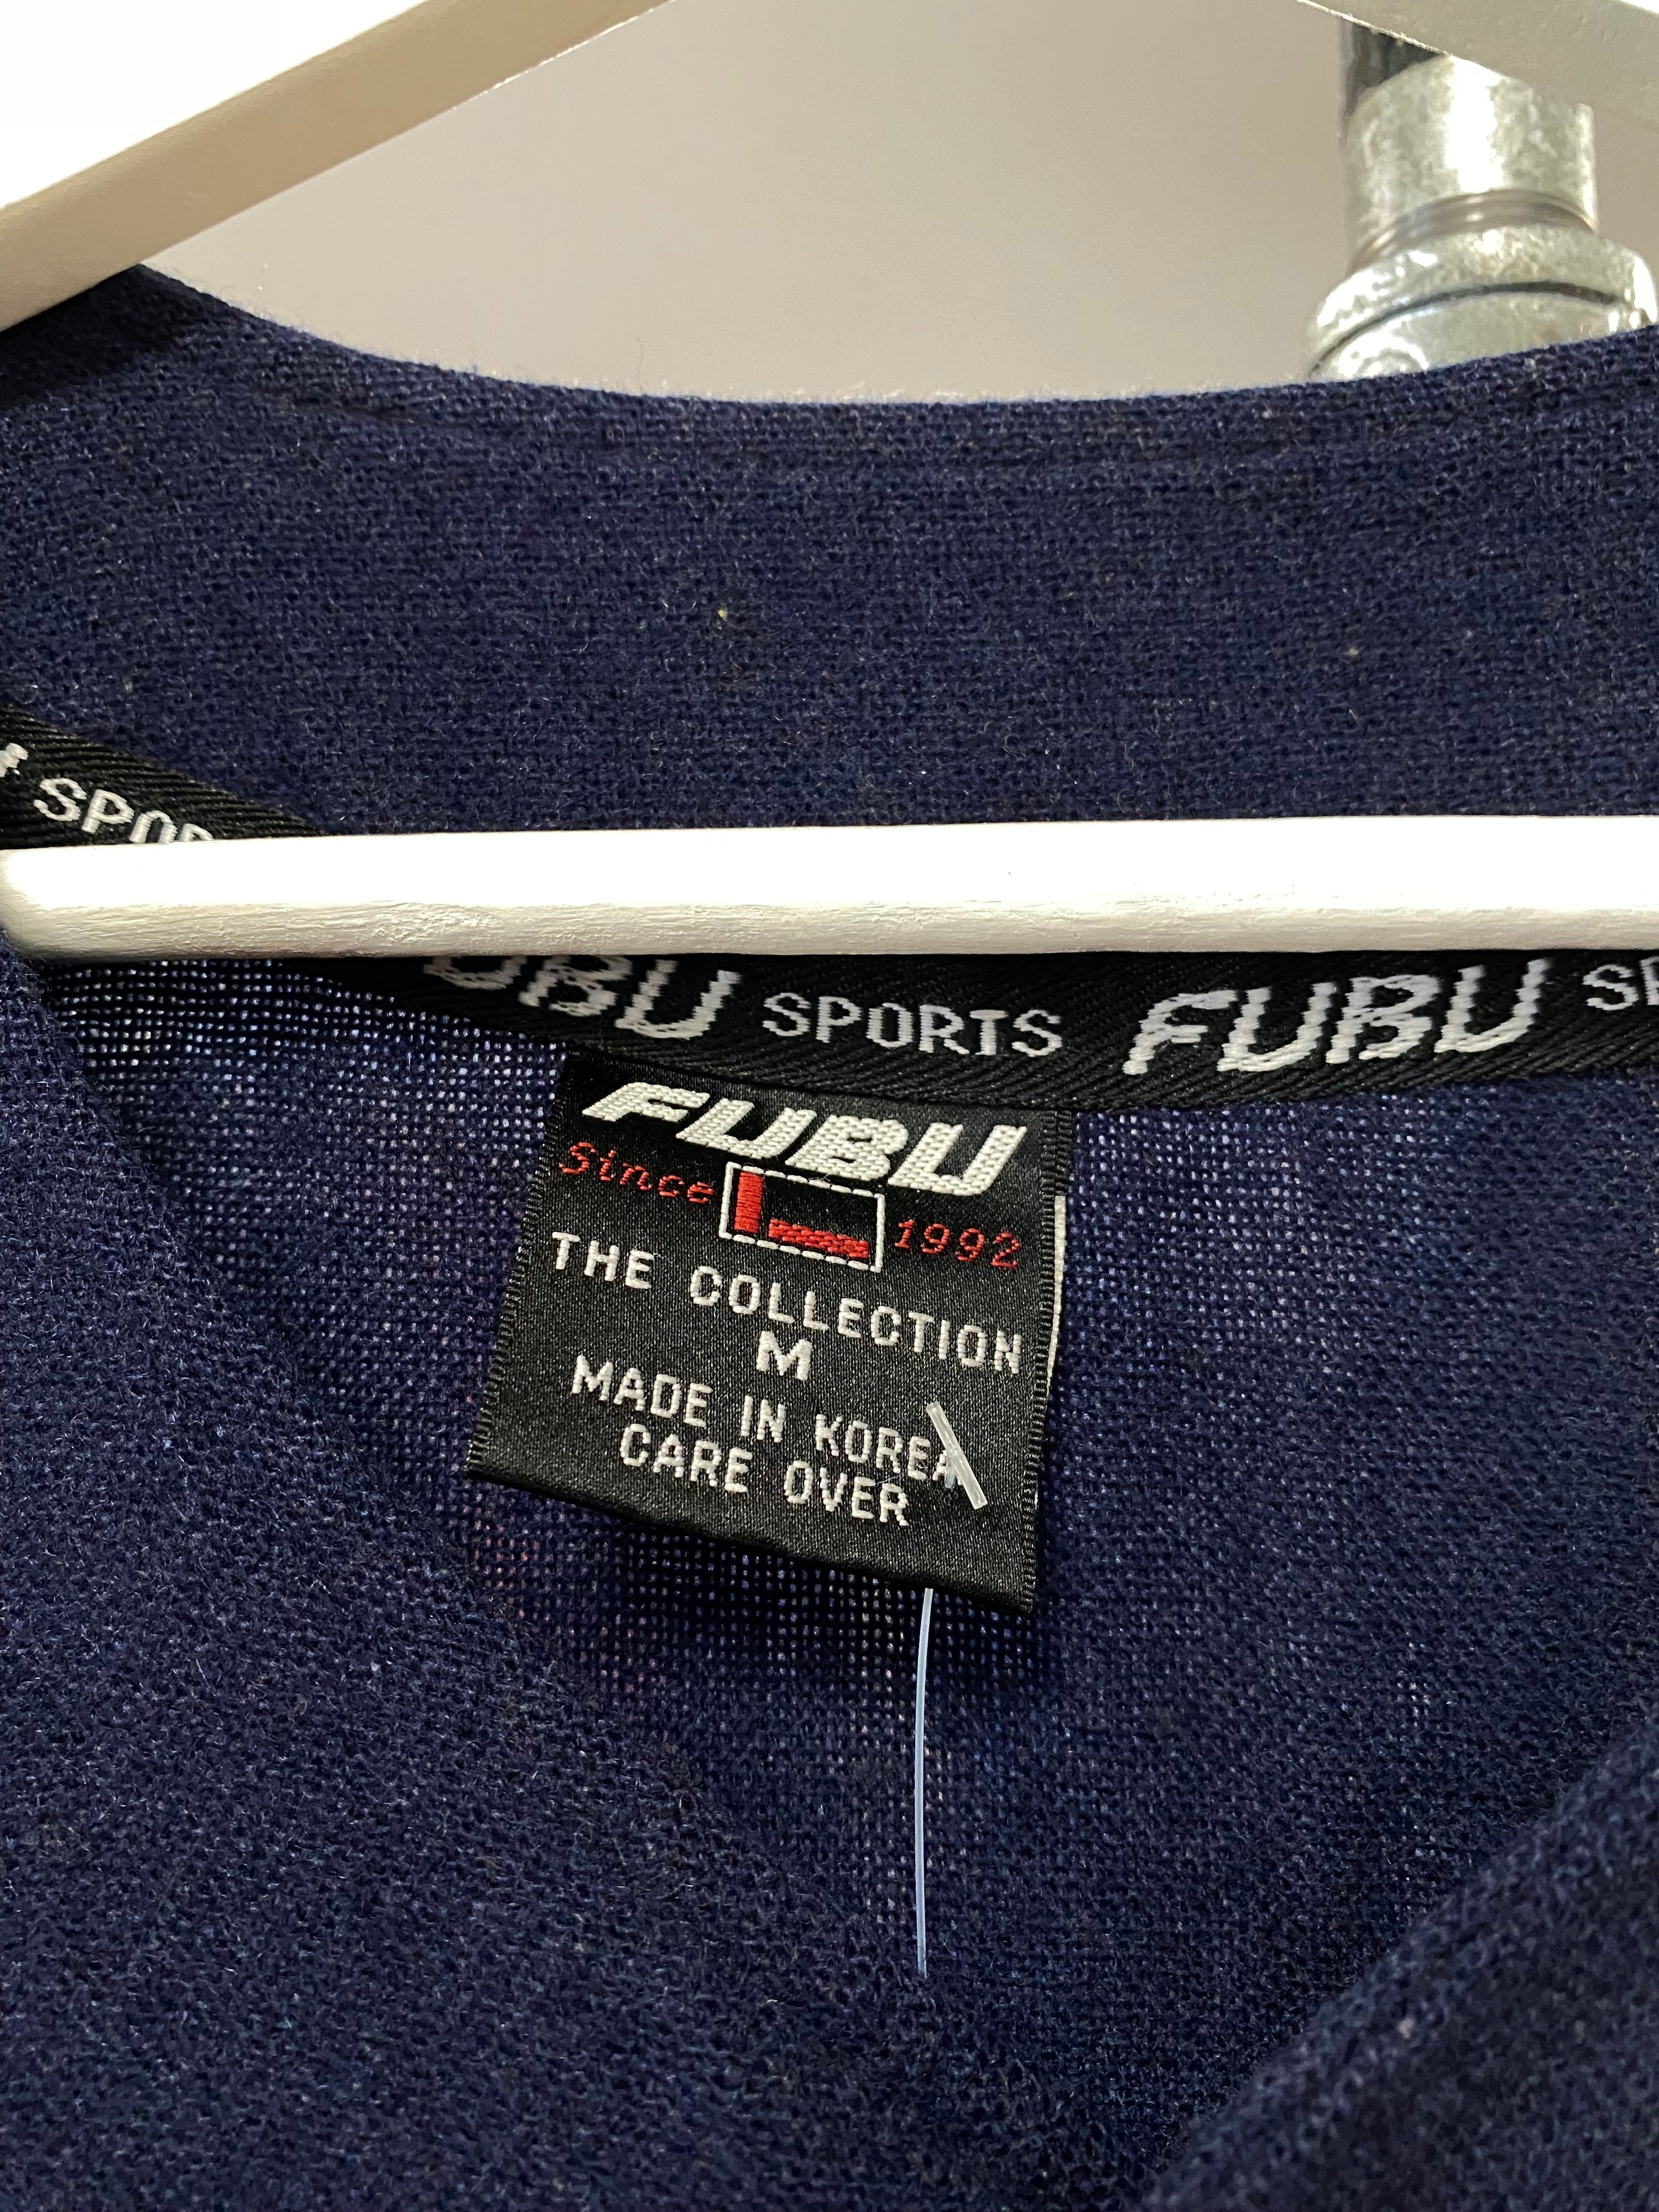 SPORTS
FUBU SPORTS FUBU
FUBU
Since 1992
THE COLLECTION
M
MADE IN KOREA
CARE OVER